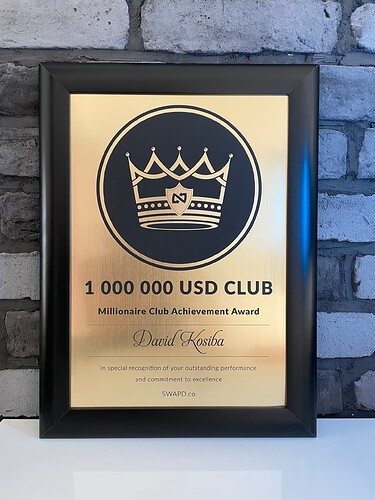 1 000 000 USD CLUB
Millionaire Club Achievement Award
David Kosiba
In special recognition of your outstanding performance
and commitment to excellence
SWAPD.co